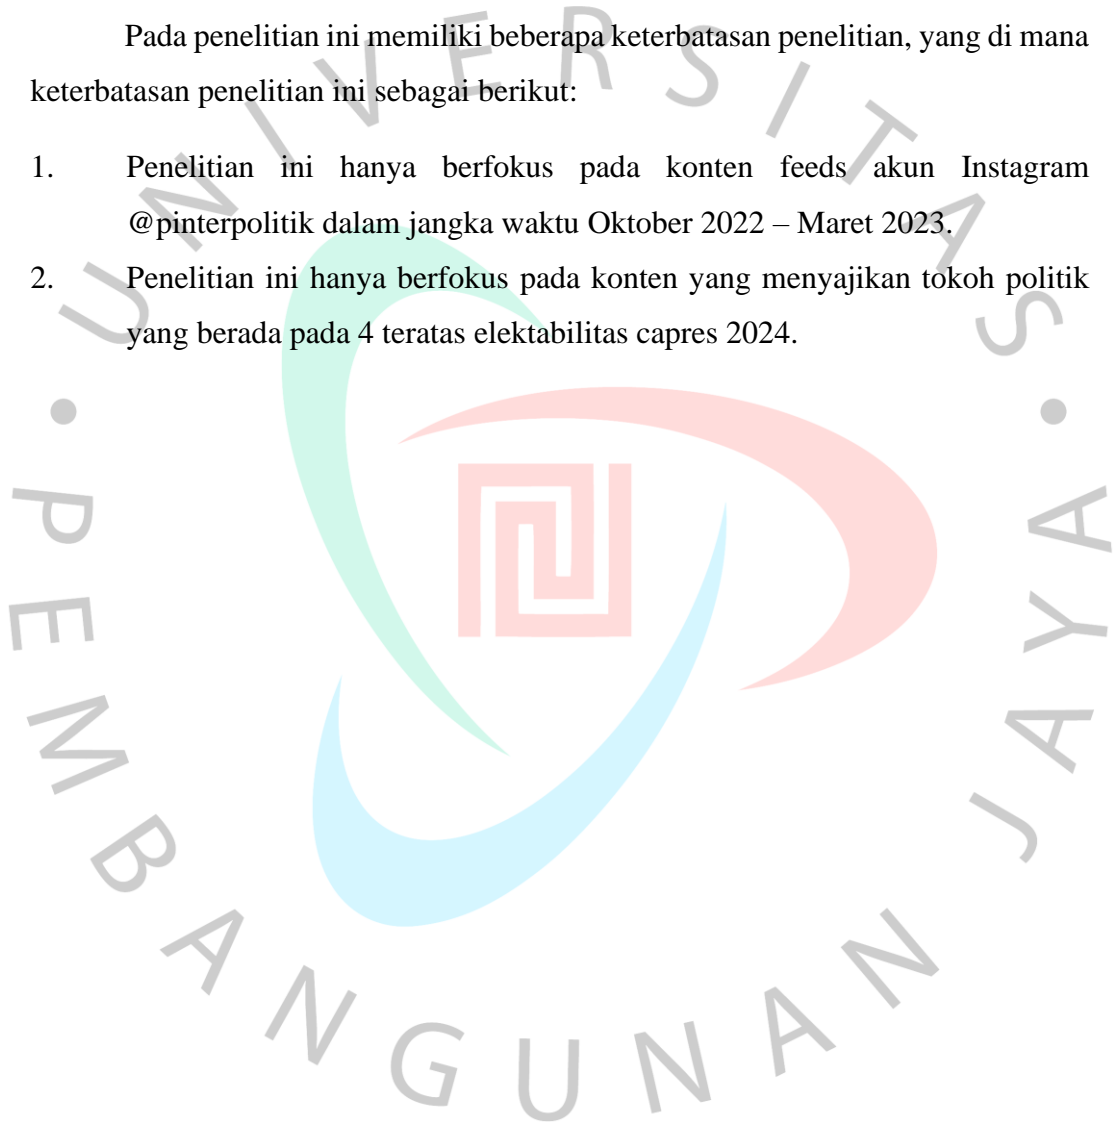 Pada penelitian ini memiliki beberapa keterbatasan penelitian, yang di mana
keterbatasan penelitian ini sebagai berikut:
1. Penelitian ini hanya berfokus pada konten feeds akun Instagram
@pinterpolitik dalam jangka waktu Oktober 2022 – Maret 2023.
2. Penelitian ini hanya berfokus pada konten yang menyajikan tokoh politik
yang berada pada 4 teratas elektabilitas capres 2024.
UNIVERSITAS • PEMBANGUNAN JAYA •